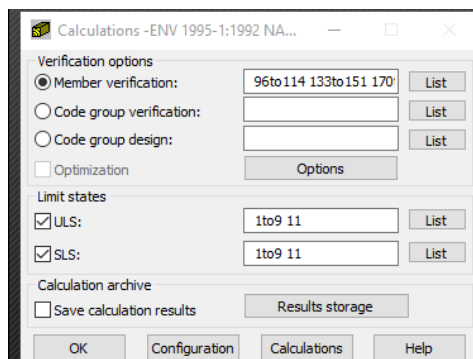 Calculations -ENV 1995-1:1992 NA...
Verification options
Member verification: 96to114 133to151 170 List
Code group verification: List
Code group design: List
Optimization Options
Limit states
ULS: 1to9 11 List
SLS: 1to9 11 List
Calculation archive
Save calculation results Results storage
OK Configuration Calculations Help